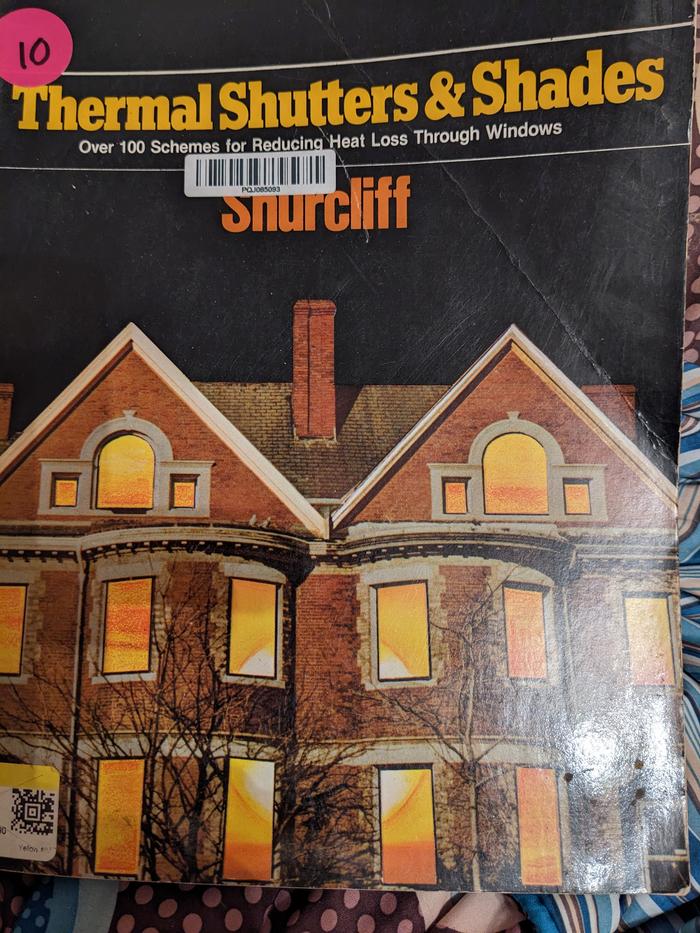 10
Thermal Shutters & Shades
Over 100 Schemes for Reducing Heat Loss Through Windows
PQJ085093
Shurcliff